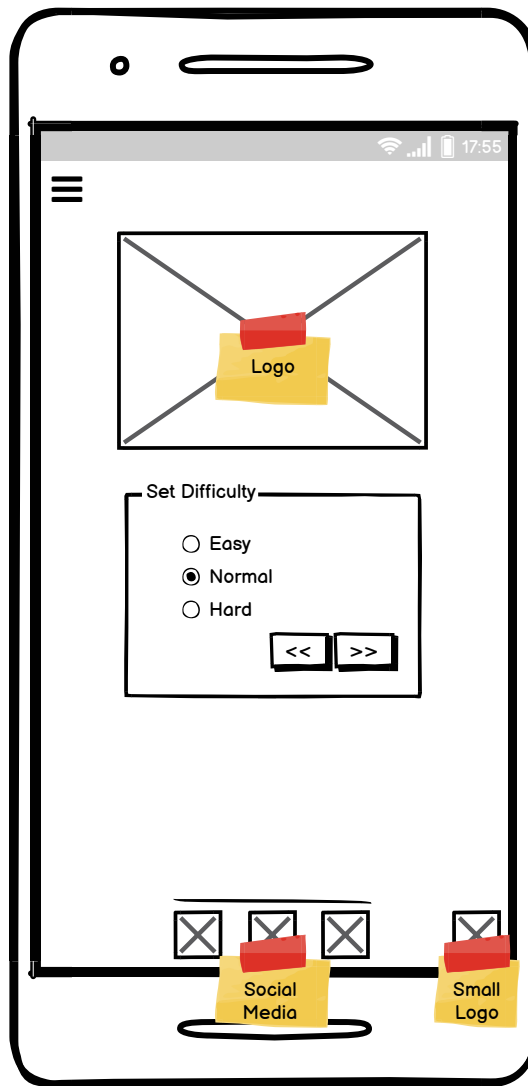 17:55
Logo
Set Difficulty
Easy
Normal
Hard
<< >>
Social
Media
Small
Logo